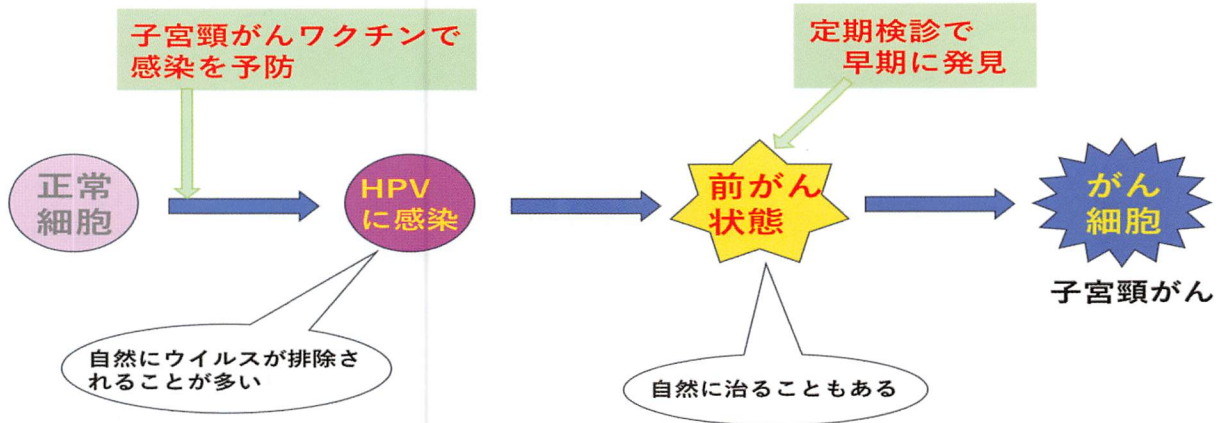 子宮頸がんワクチンで
感染を予防
定期検診で
早期に発見
正常
細胞
HPV
に感染
前がん
状態
がん
細胞
子宮頸がん
自然にウイルスが排除さ
れることが多い
自然に治ることもある